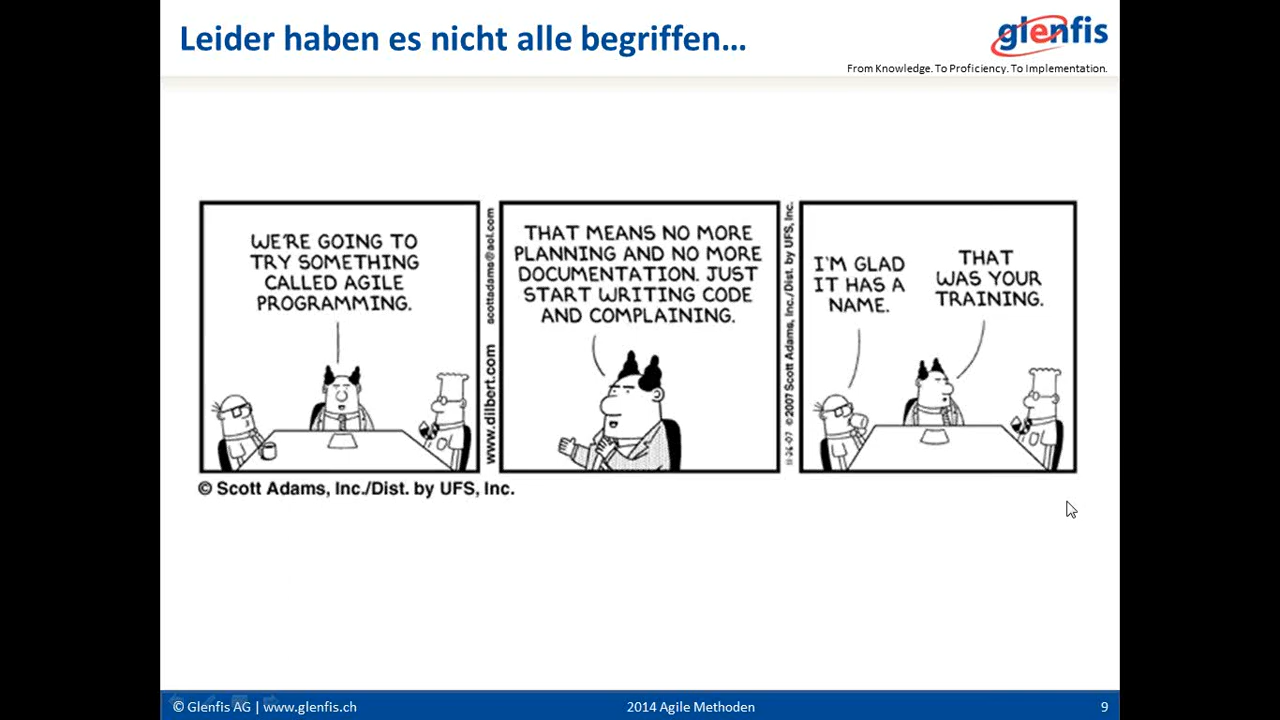 Leider haben es nicht alle begriffen...
glenfis
From Knowledge. To Proficiency. To Implementation.
WE'RE GOING TO
TRY SOMETHING
CALLED AGILE
PROGRAMMING.
www.dilbert.com scottadams@aol.com
THAT MEANS NO MORE
PLANNING AND NO MORE
DOCUMENTATION. JUST
START WRITING CODE
AND COMPLAINING.
11-26-07 ©2007 Scott Adams, Inc./Dist. by UFS, Inc.
I'M GLAD
IT HAS A
NAME.
THAT
WAS YOUR
TRAINING.
© Scott Adams, Inc./Dist. by UFS, Inc.
© Glenfis AG | www.glenfis.ch
2014 Agile Methoden
9